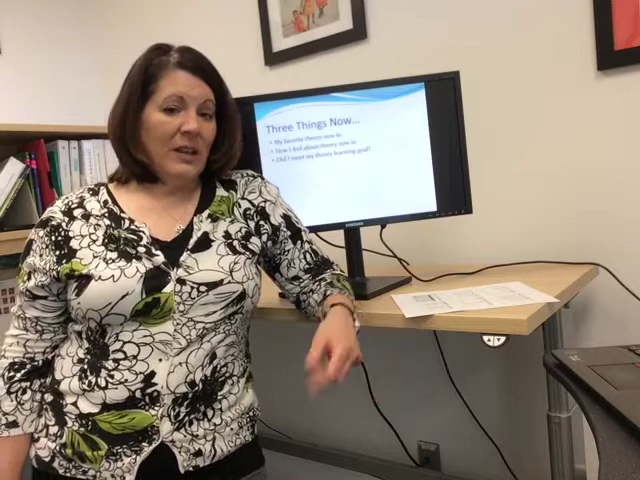 Three Things Now...
• My favorite theory now is:
• How I feel about theory now is:
• Did I meet my theory learning goal?
SAMSUNG